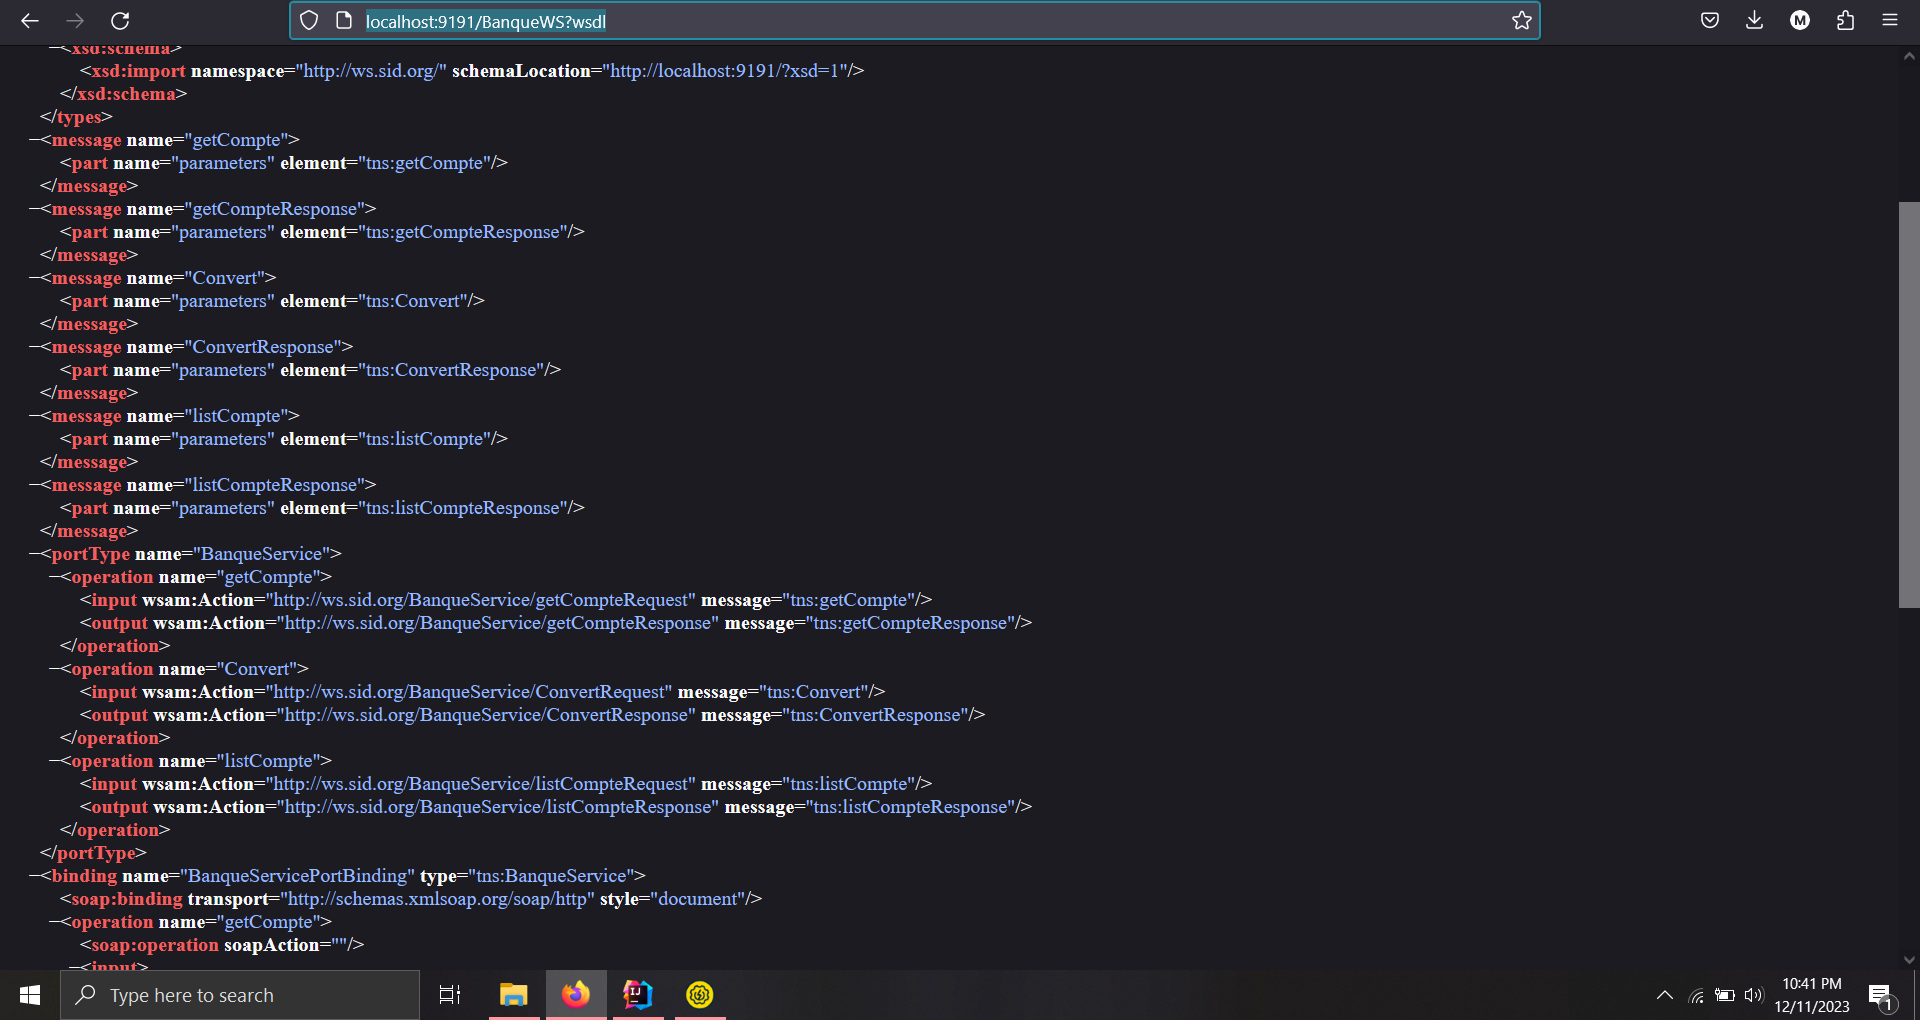 localhost:9191/BanqueWS?wsdl
−<xsd:schema>
<xsd:import namespace="http://ws.sid.org/" schemaLocation="http://localhost:9191/?xsd=1"/>
</xsd:schema>
</types>
−<message name="getCompte">
<part name="parameters" element="tns:getCompte"/>
</message>
−<message name="getCompteResponse">
<part name="parameters" element="tns:getCompteResponse"/>
</message>
−<message name="Convert">
<part name="parameters" element="tns:Convert"/>
</message>
−<message name="ConvertResponse">
<part name="parameters" element="tns:ConvertResponse"/>
</message>
−<message name="listCompte">
<part name="parameters" element="tns:listCompte"/>
</message>
−<message name="listCompteResponse">
<part name="parameters" element="tns:listCompteResponse"/>
</message>
−<portType name="BanqueService">
−<operation name="getCompte">
<input wsam:Action="http://ws.sid.org/BanqueService/getCompteRequest" message="tns:getCompte"/>
<output wsam:Action="http://ws.sid.org/BanqueService/getCompteResponse" message="tns:getCompteResponse"/>
</operation>
−<operation name="Convert">
<input wsam:Action="http://ws.sid.org/BanqueService/ConvertRequest" message="tns:Convert"/>
<output wsam:Action="http://ws.sid.org/BanqueService/ConvertResponse" message="tns:ConvertResponse"/>
</operation>
−<operation name="listCompte">
<input wsam:Action="http://ws.sid.org/BanqueService/listCompteRequest" message="tns:listCompte"/>
<output wsam:Action="http://ws.sid.org/BanqueService/listCompteResponse" message="tns:listCompteResponse"/>
</operation>
</portType>
−<binding name="BanqueServicePortBinding" type="tns:BanqueService">
<soap:binding transport="http://schemas.xmlsoap.org/soap/http" style="document"/>
−<operation name="getCompte">
<soap:operation soapAction=""/>
−<input>
Type here to search
10:41 PM
12/11/2023
1
M
IJ